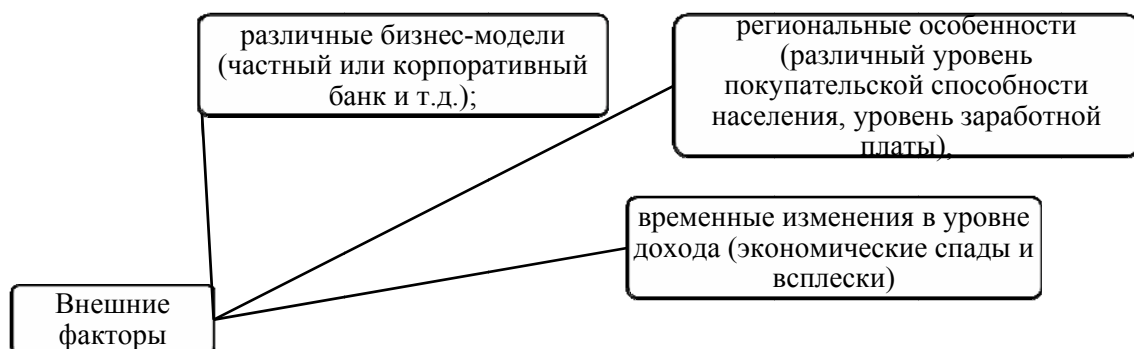 различные бизнес-модели
(частный или корпоративный
банк и т.д.);
региональные особенности
(различный уровень
покупательской способности
населения, уровень заработной
платы),
временные изменения в уровне
дохода (экономические спады и
всплески)
Внешние
факторы